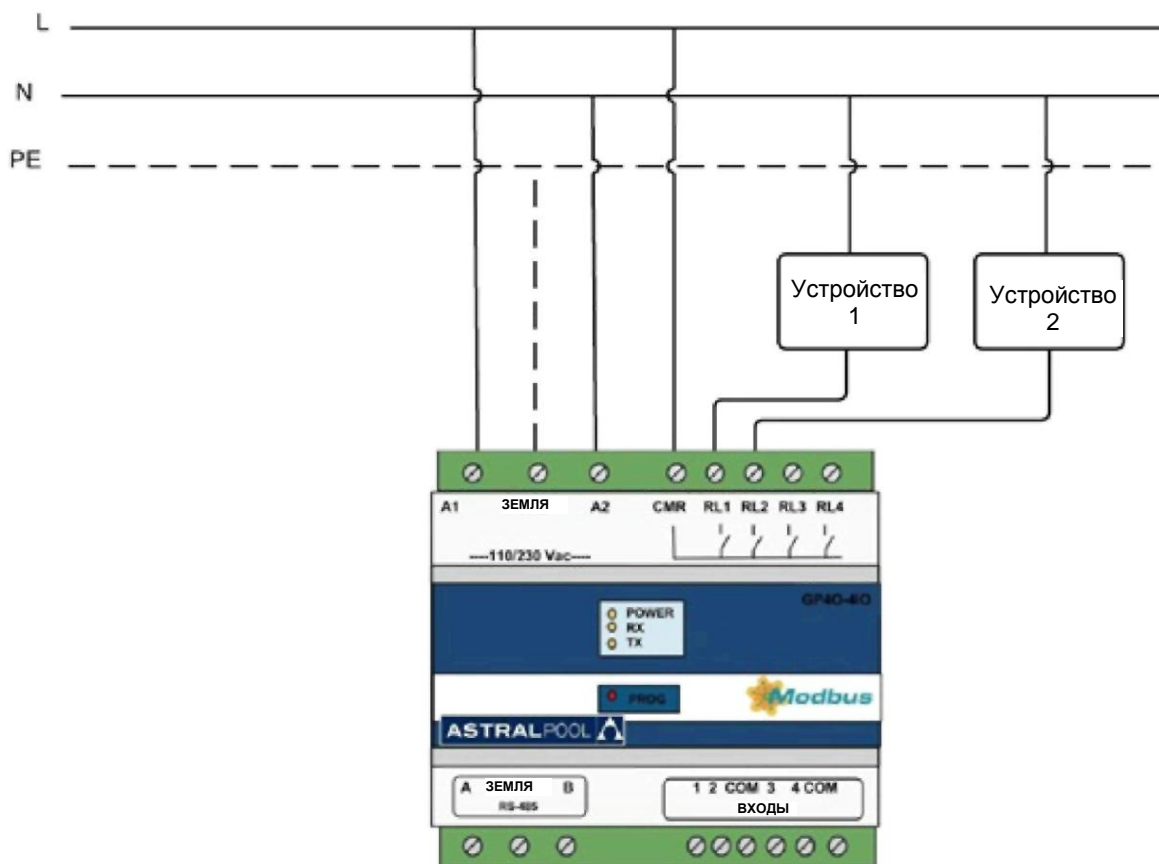 L
N
PE
Устройство
1
Устройство
2
A1 ЗЕМЛЯ A2 CMR RL1 RL2 RL3 RL4
----110/230 Vac----
GP4O-4IO
POWER
RX
TX
PROG
Modbus
ASTRALPOOL
A ЗЕМЛЯ B
RS-485
1 2 COM 3 4 COM
ВХОДЫ